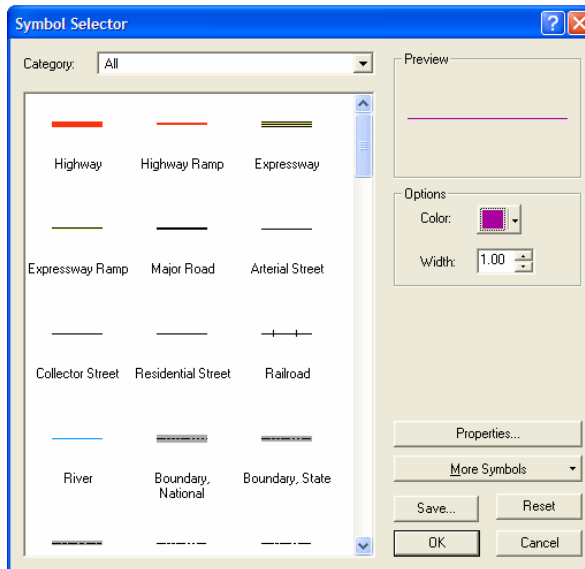 Symbol Selector
Category: All
Highway Highway Ramp Expressway
Expressway Ramp Major Road Arterial Street
Collector Street Residential Street Railroad
River Boundary, National Boundary, State
Preview
Options
Color:
Width: 1.00
Properties...
More Symbols
Save... Reset
OK Cancel